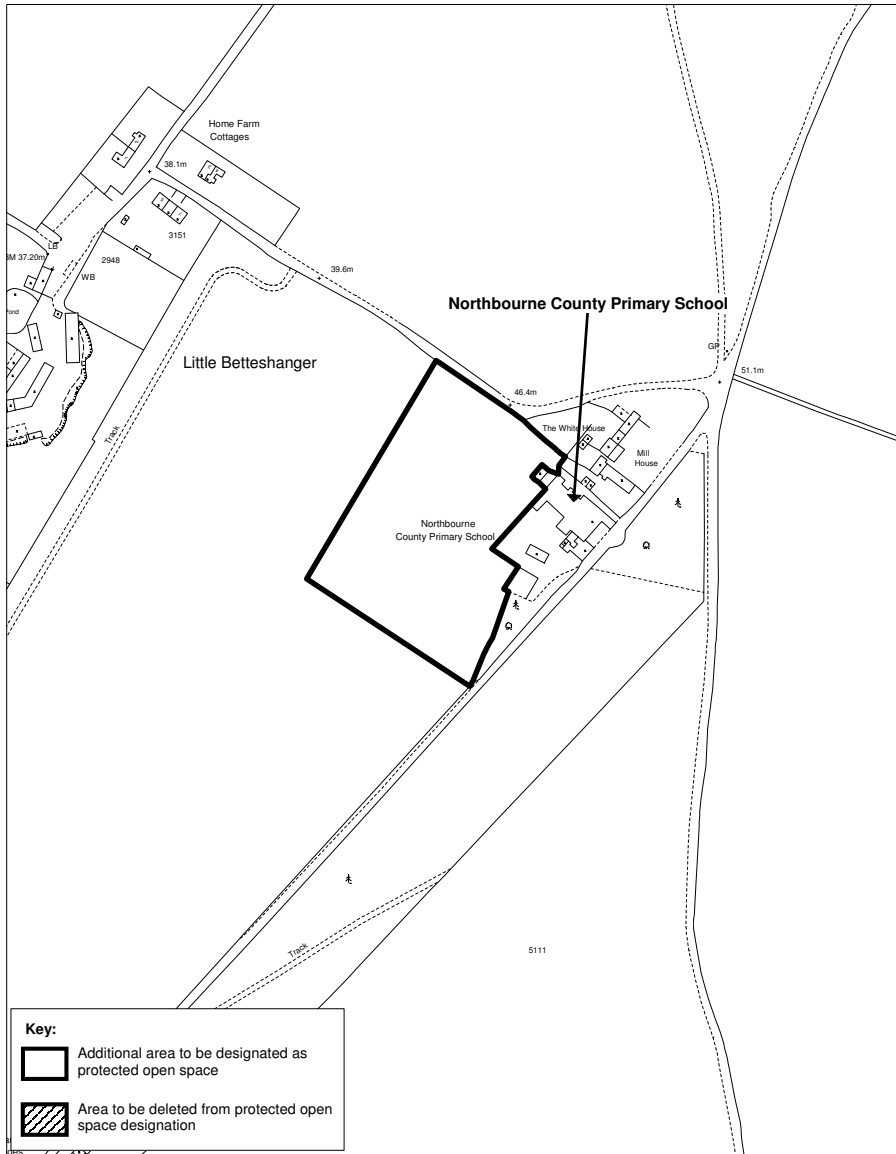 Home Farm
Cottages
38.1m
3151
LB
BM 37.20m
2948
WB
39.6m
Pond
Northbourne County Primary School
GP
Little Betteshanger
51.1m
46.4m
The White House
Mill
House
Track
Northbourne
County Primary School
Track
5111
Key:
Additional area to be designated as
protected open space
Area to be deleted from protected open
space designation